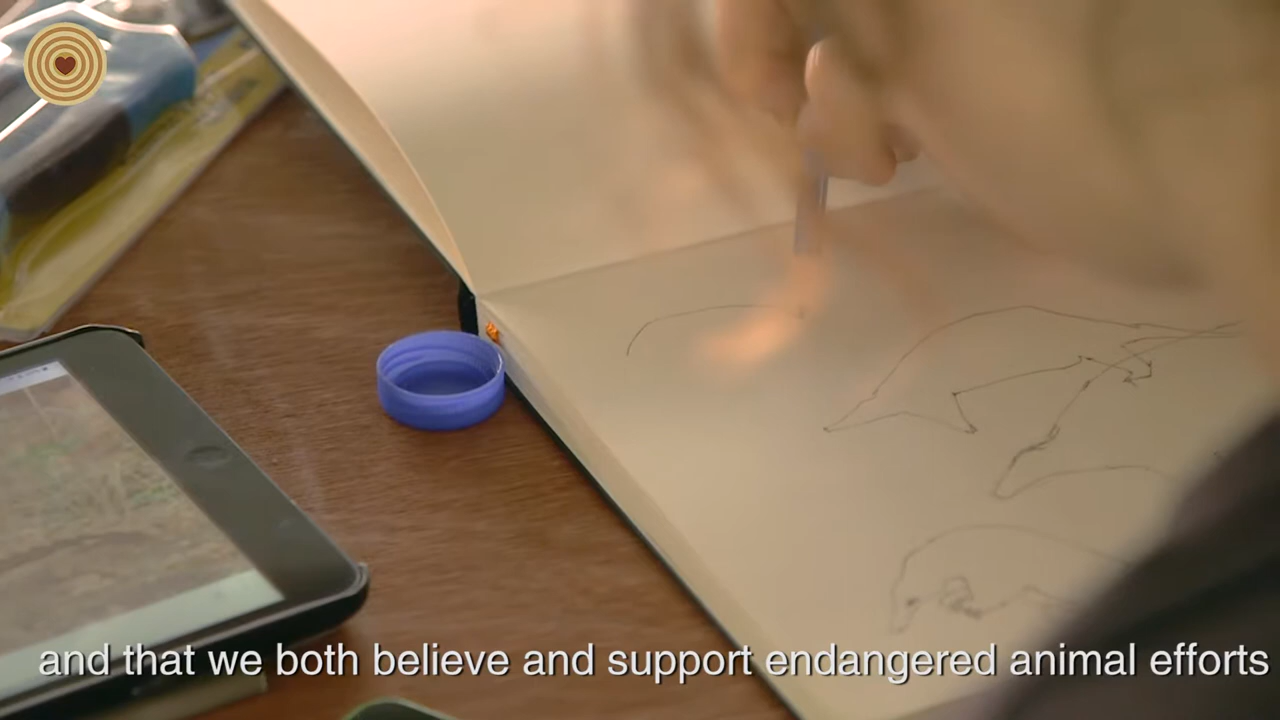 and that we both believe and support endangered animal efforts